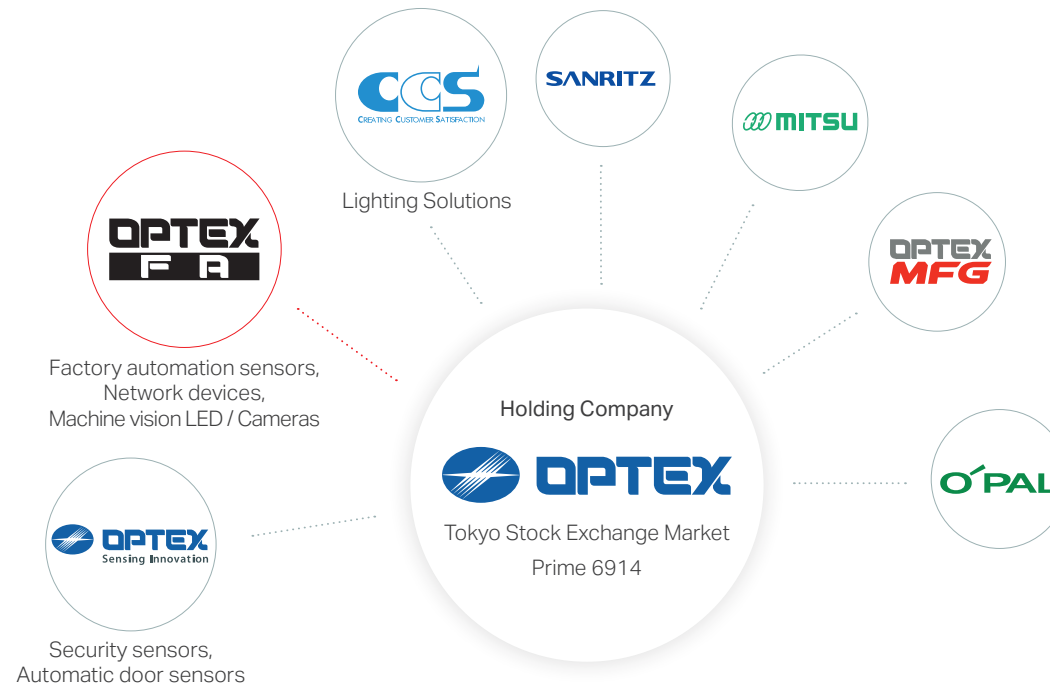 CCS
CREATING CUSTOMER SATISFACTION
Lighting Solutions
SANRITZ
MITSU
OPTEX
FA
Factory automation sensors,
Network devices,
Machine vision LED / Cameras
OPTEX
MFG
Holding Company
OPTEX
Tokyo Stock Exchange Market
Prime 6914
O'PAL
OPTEX
Sensing Innovation
Security sensors,
Automatic door sensors